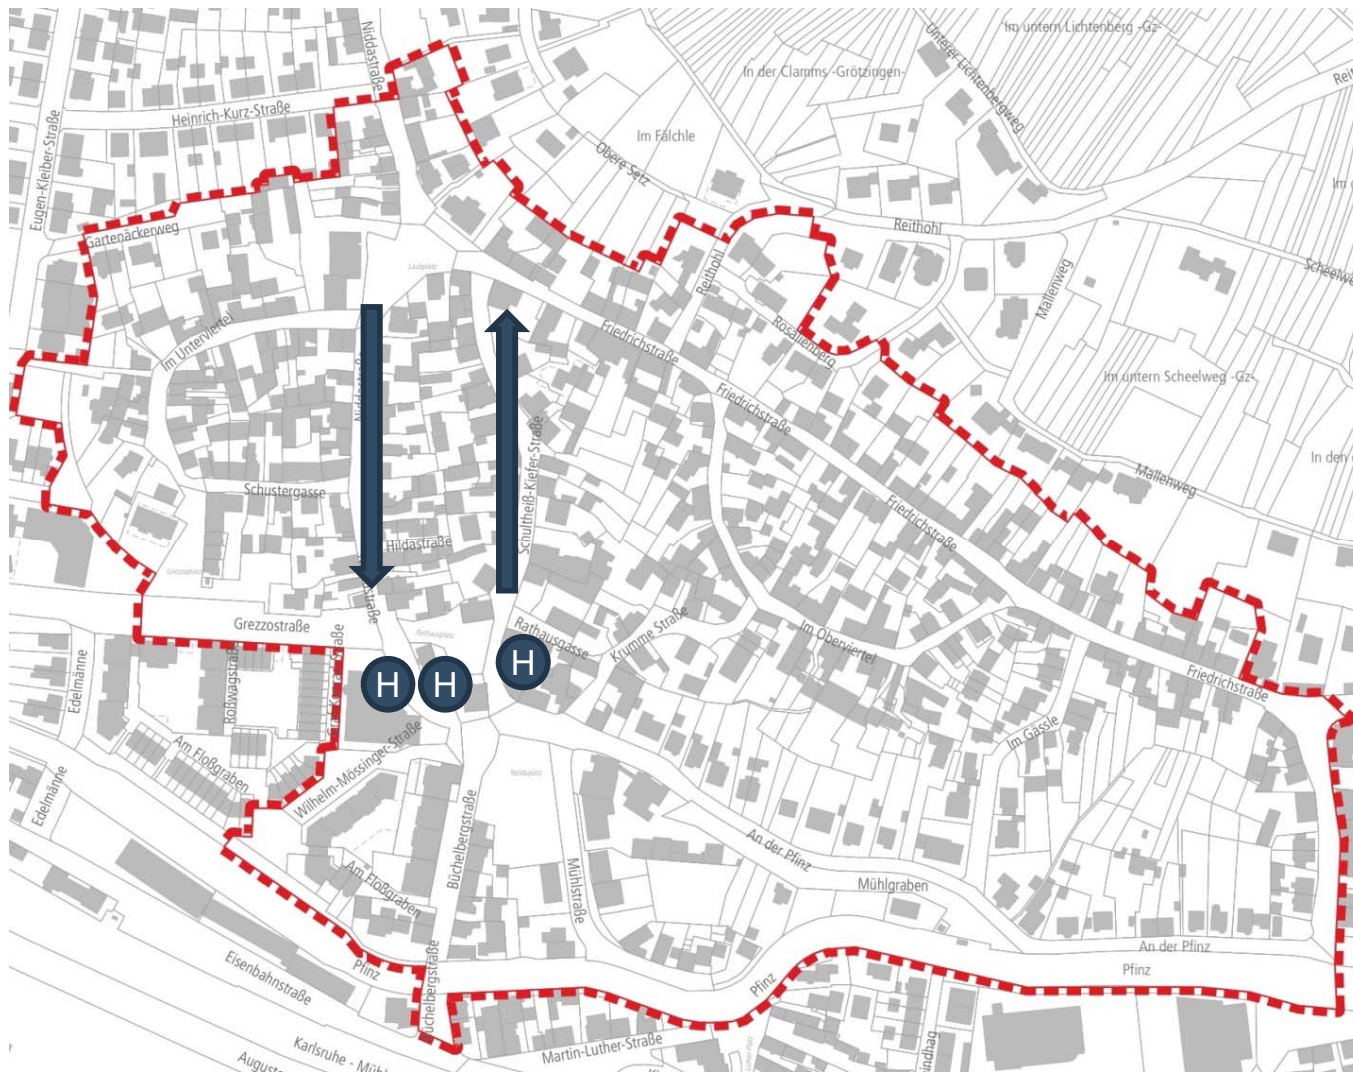 Niddastraße
Im untern Lichtenberg -Gz-
Unterer Lichtenbergweg
In der Clamms -Grötzingen-
Heinrich-Kurz-Straße
Im Fälchle
Eugen-Kleiber-Straße
Obere Setz
Reithohl
Gartenäckerweg
Laubplatz
Reithohl
Mallenweg
Im Unterviertel
Friedrichstraße
Rosalienberg
Im untern Scheelweg -Gz-
Niddastraße
Friedrichstraße
Schultheiß-Kiefer-Straße
Mallenweg
Schustergasse
Friedrichstraße
Hildastraße
Grezzostraße
Rathausplatz
Rathausgasse
Krumme Straße
Im Oberviertel
Edelmänne
Roßwagstraße
H
H
H
Friedrichstraße
Im Gässle
Am Floßgraben
Wilhelm-Mössinger-Straße
Niddaplatz
Edelmänne
Büchelbergstraße
An der Pfinz
Am Floßgraben
Mühlstraße
Mühlgraben
An der Pfinz
Eisenbahnstraße
Pfinz
Pfinz
Pfinz
Büchelbergstraße
Martin-Luther-Straße